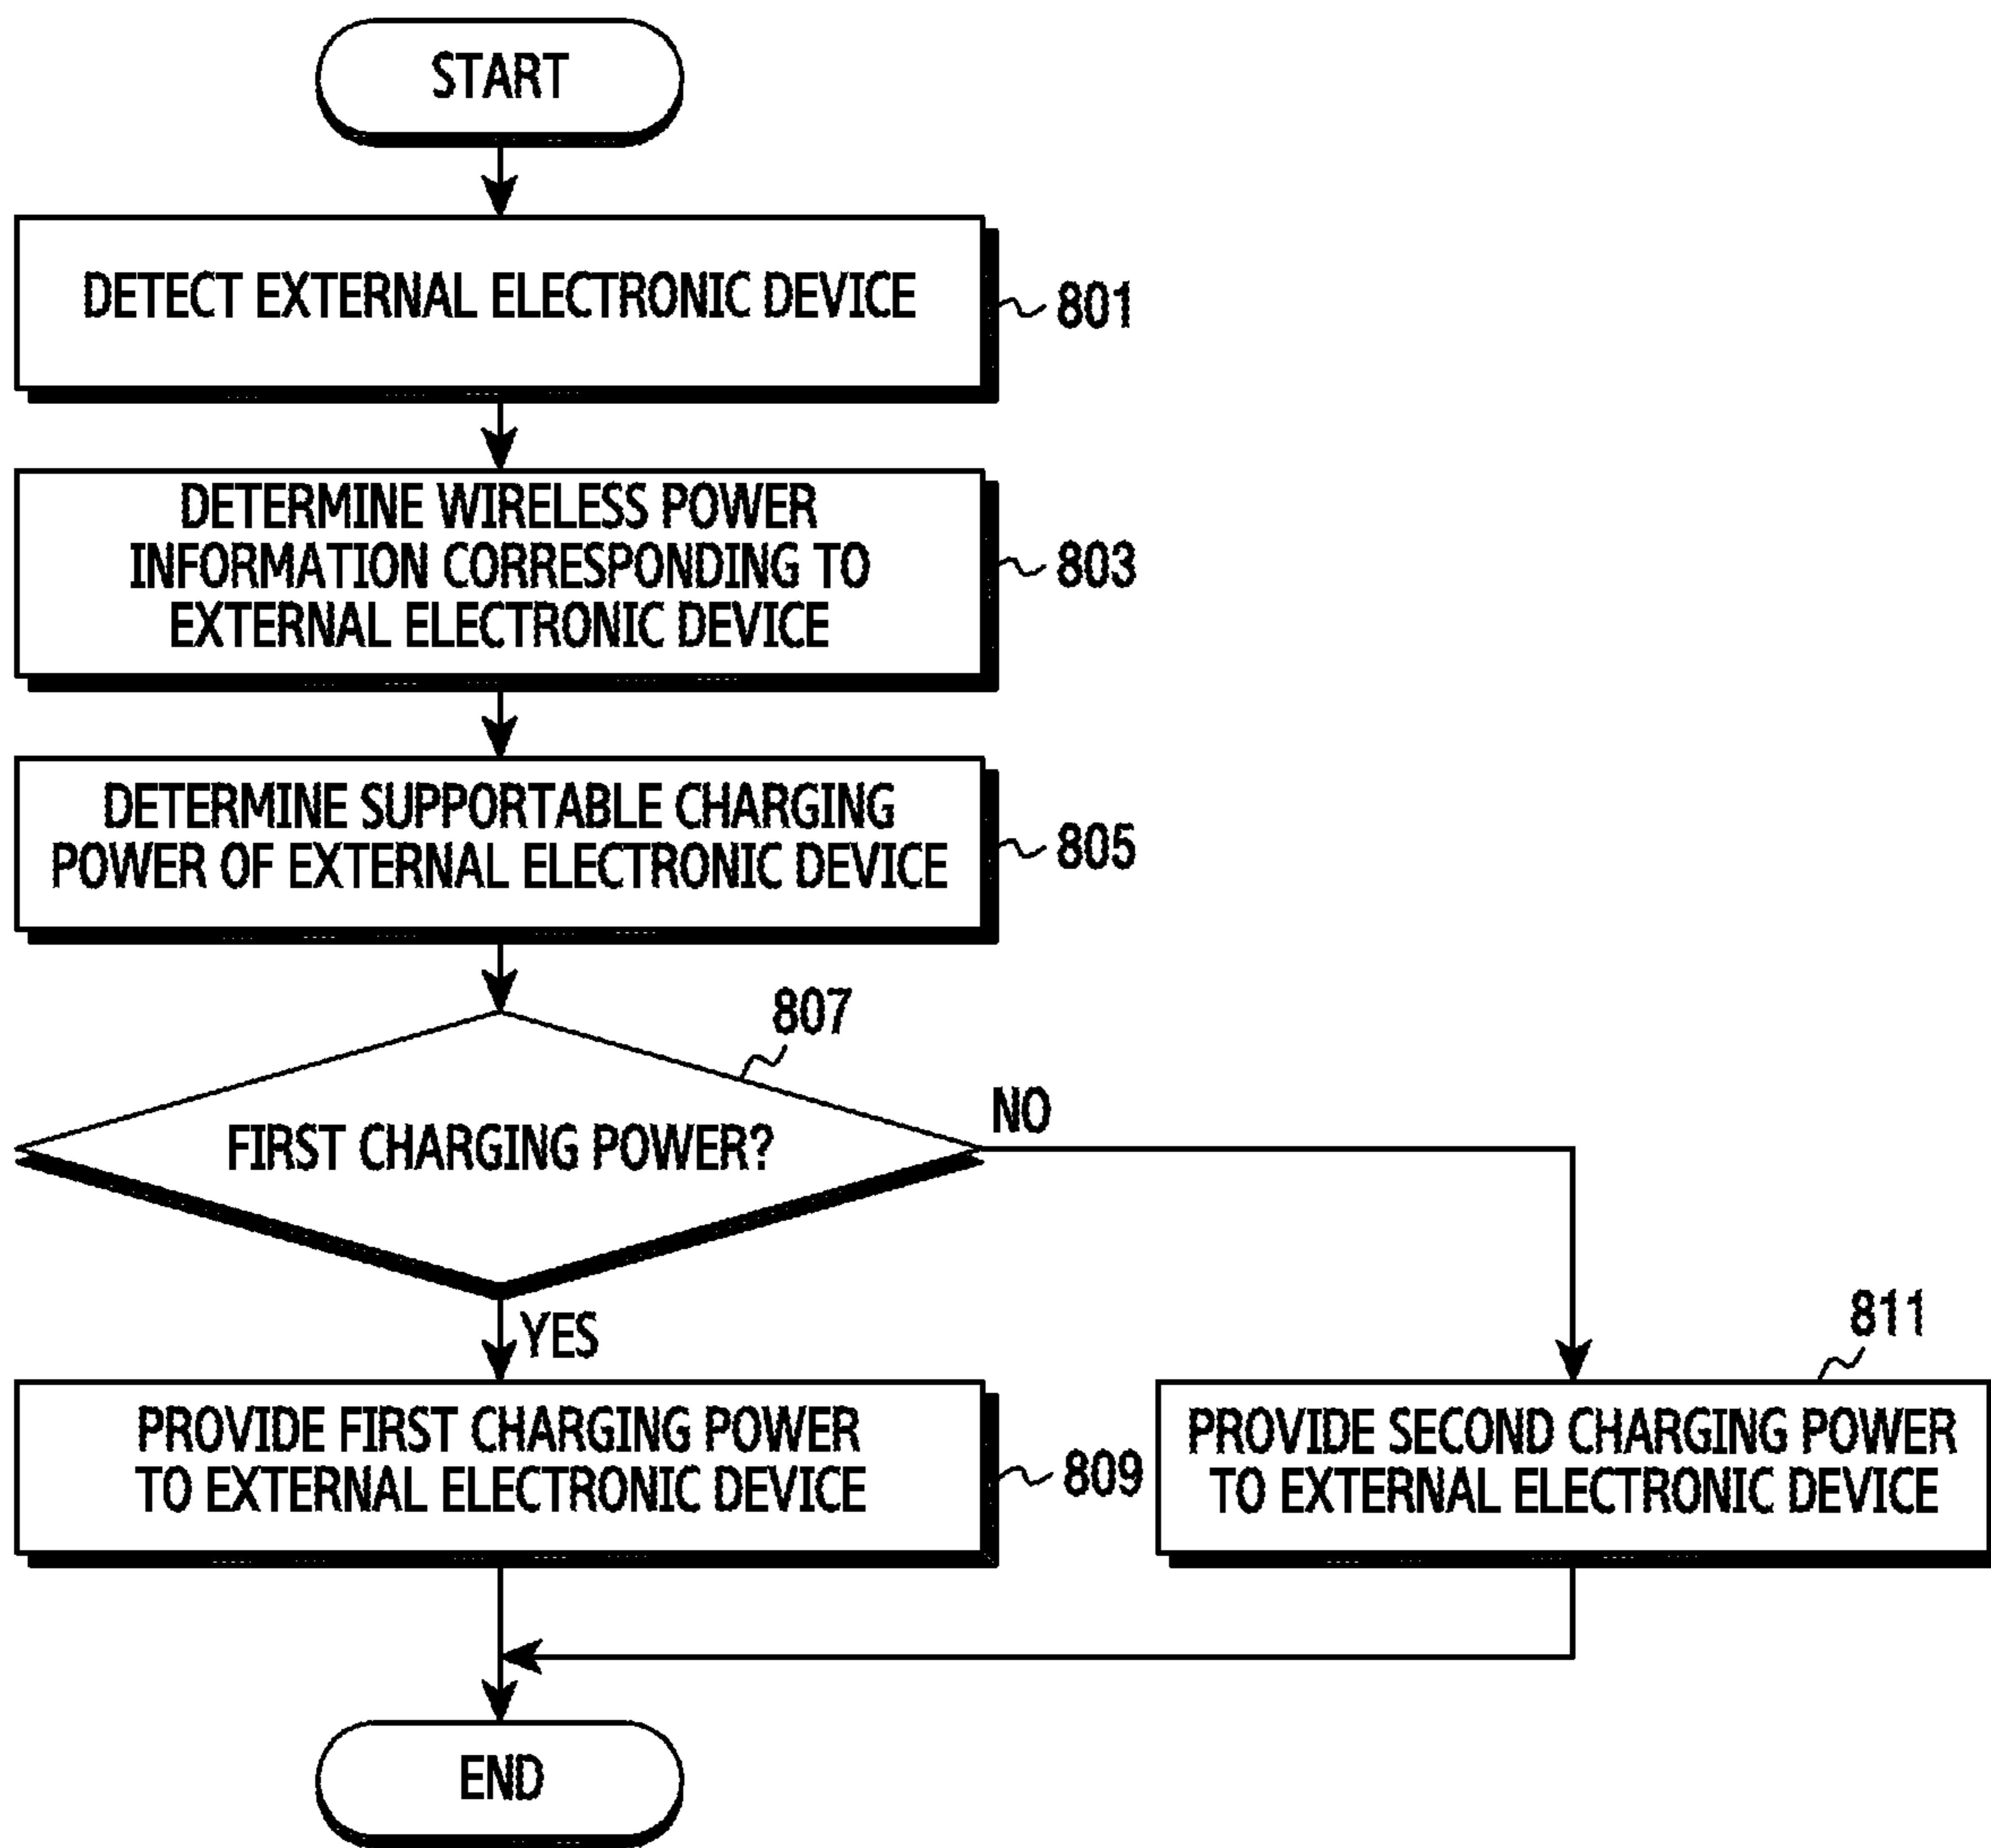 START
DETECT EXTERNAL ELECTRONIC DEVICE
801
DETERMINE WIRELESS POWER
INFORMATION CORRESPONDING TO
EXTERNAL ELECTRONIC DEVICE
803
DETERMINE SUPPORTABLE CHARGING
POWER OF EXTERNAL ELECTRONIC DEVICE
805
807
FIRST CHARGING POWER?
NO
YES
PROVIDE FIRST CHARGING POWER
TO EXTERNAL ELECTRONIC DEVICE
809
811
PROVIDE SECOND CHARGING POWER
TO EXTERNAL ELECTRONIC DEVICE
END